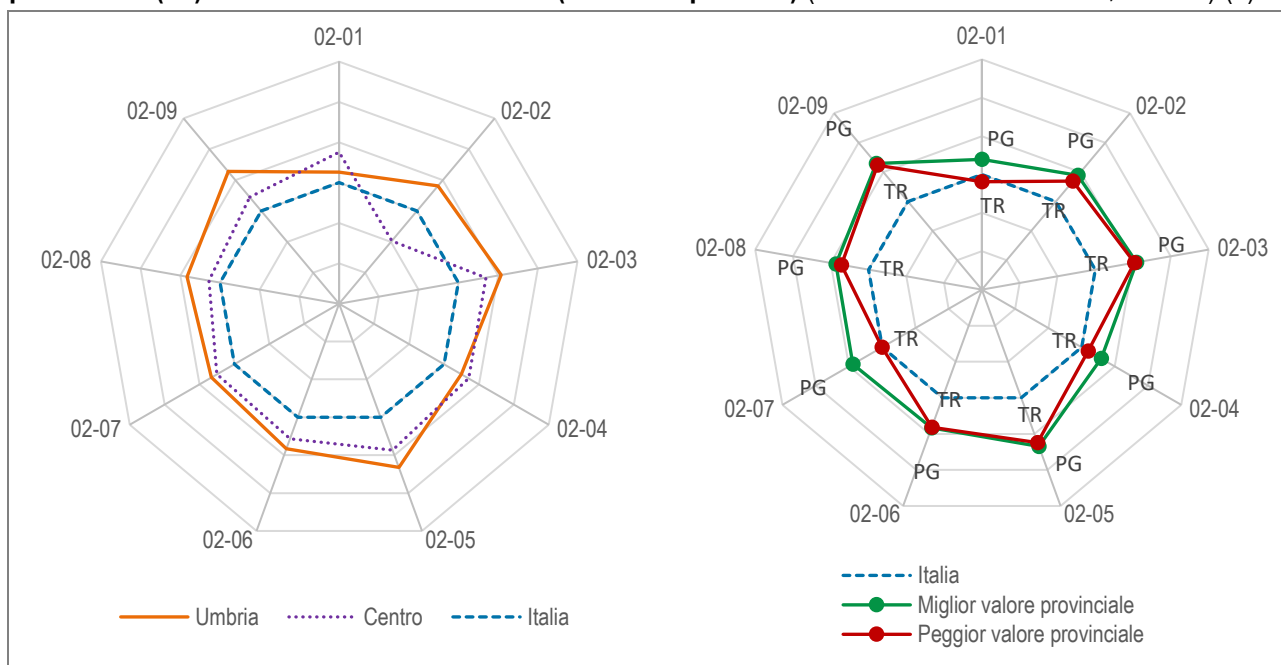 02-01
02-02
02-03
02-04
02-05
02-06
02-07
02-08
02-09
Umbria
Centro
Italia
02-01
02-02
02-03
02-04
02-05
02-06
02-07
02-08
02-09
PG
PG
PG
PG
PG
PG
PG
PG
PG
TR
TR
TR
TR
TR
TR
TR
TR
TR
Italia
Miglior valore provinciale
Peggior valore provinciale